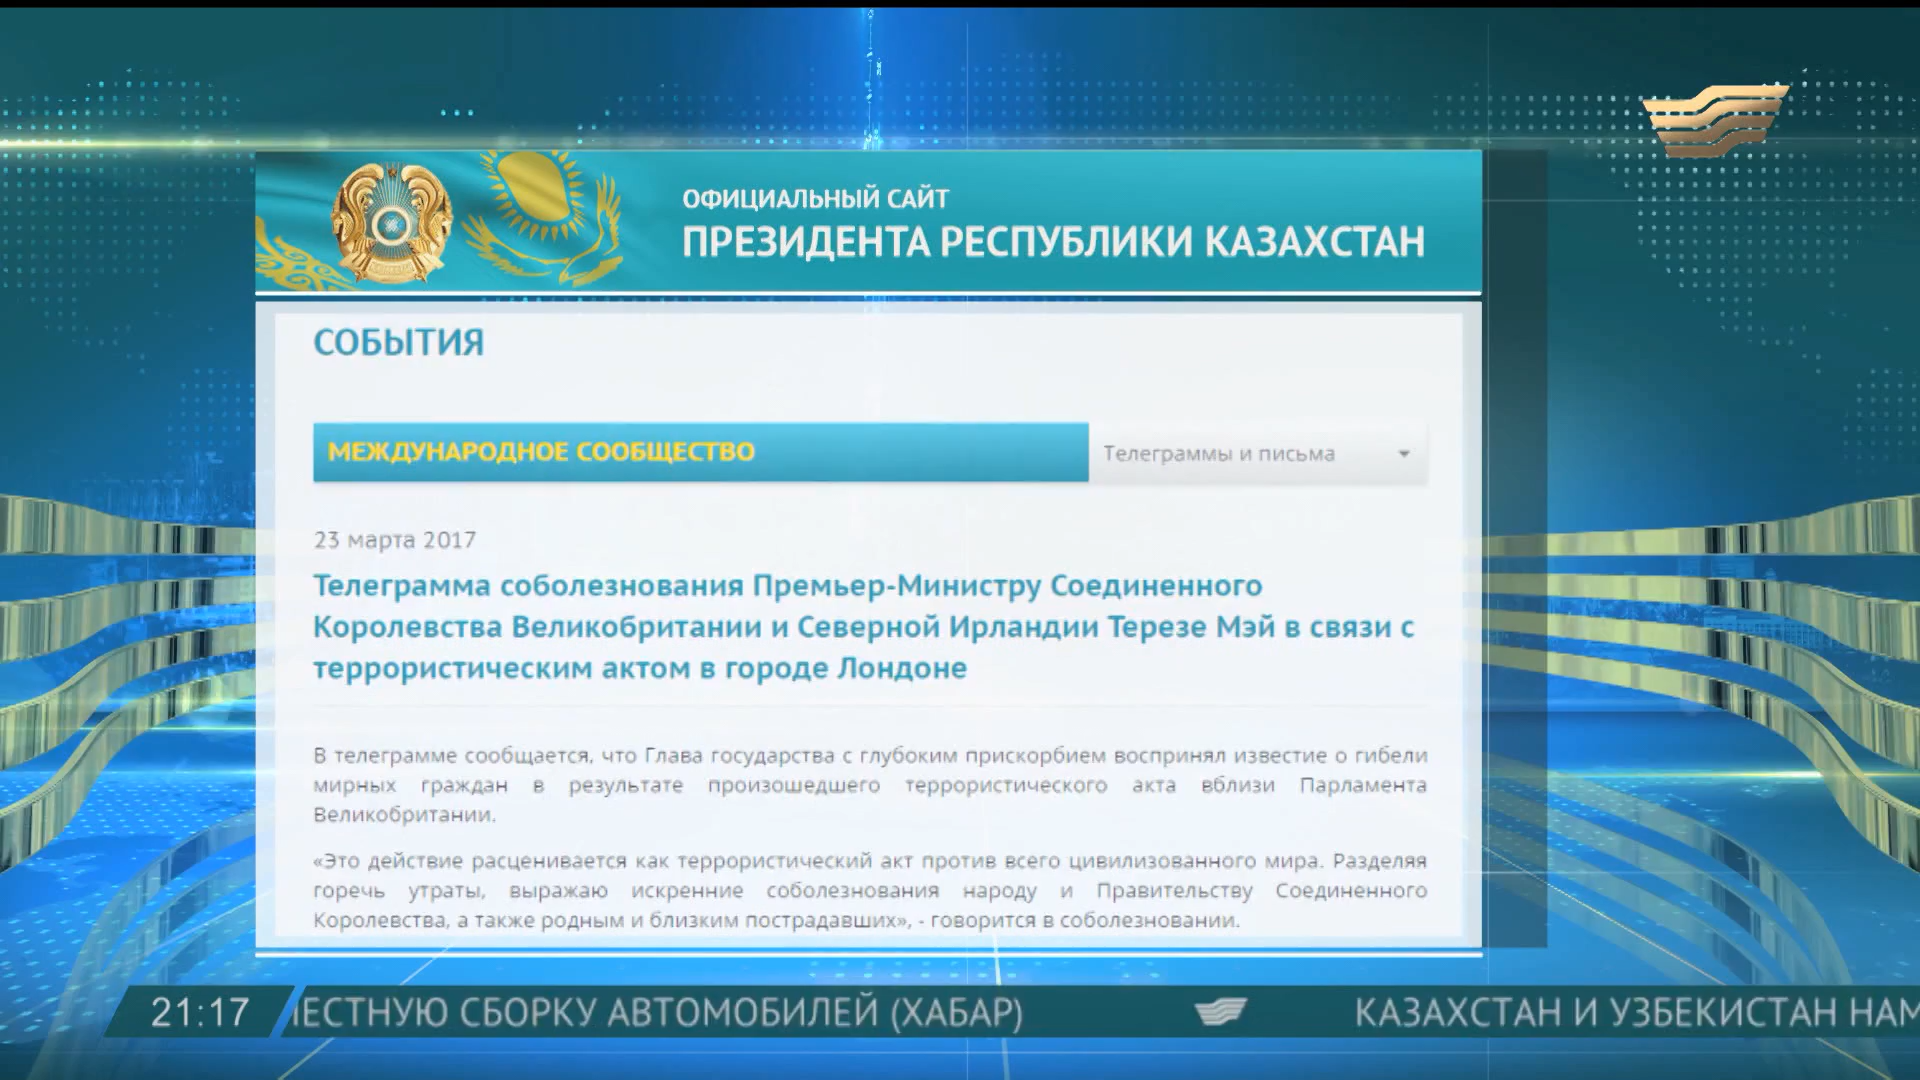 ОФИЦИАЛЬНЫЙ САЙТ
ПРЕЗИДЕНТА РЕСПУБЛИКИ КАЗАХСТАН
СОБЫТИЯ
МЕЖДУНАРОДНОЕ СООБЩЕСТВО
Телеграммы и письма
23 марта 2017
Телеграмма соболезнования Премьер-Министру Соединенного
Королевства Великобритании и Северной Ирландии Терезе Мэй в связи с
террористическим актом в городе Лондоне
В телеграмме сообщается, что Глава государства с глубоким прискорбием воспринял известие о гибели
мирных граждан в результате произошедшего террористического акта вблизи Парламента
Великобритании.
«Это действие расценивается как террористический акт против всего цивилизованного мира. Разделяя
горечь утраты, выражаю искренние соболезнования народу и Правительству Соединенного
Королевства, а также родным и близким пострадавших», - говорится в соболезновании.
21:17 ЕСТНУЮ СБОРКУ АВТОМОБИЛЕЙ (ХАБАР) КАЗАХСТАН И УЗБЕКИСТАН НАМ